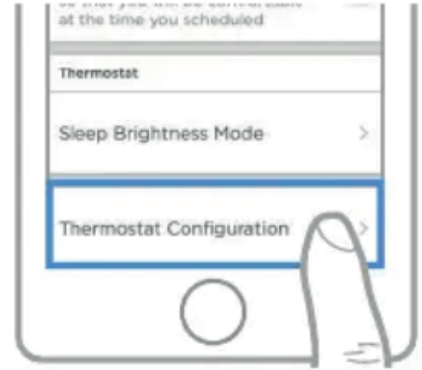 at the time you scheduled
Thermostat
Sleep Brightness Mode
Thermostat Configuration